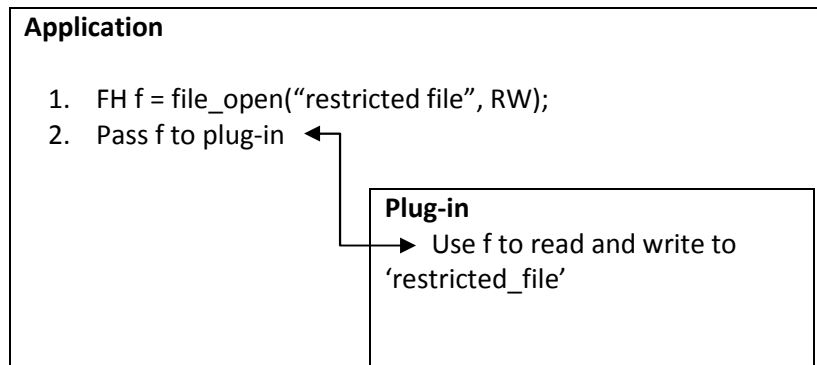 Application
1. FH f = file_open(“restricted file”, RW);
2. Pass f to plug-in
Plug-in
Use f to read and write to
‘restricted_file’